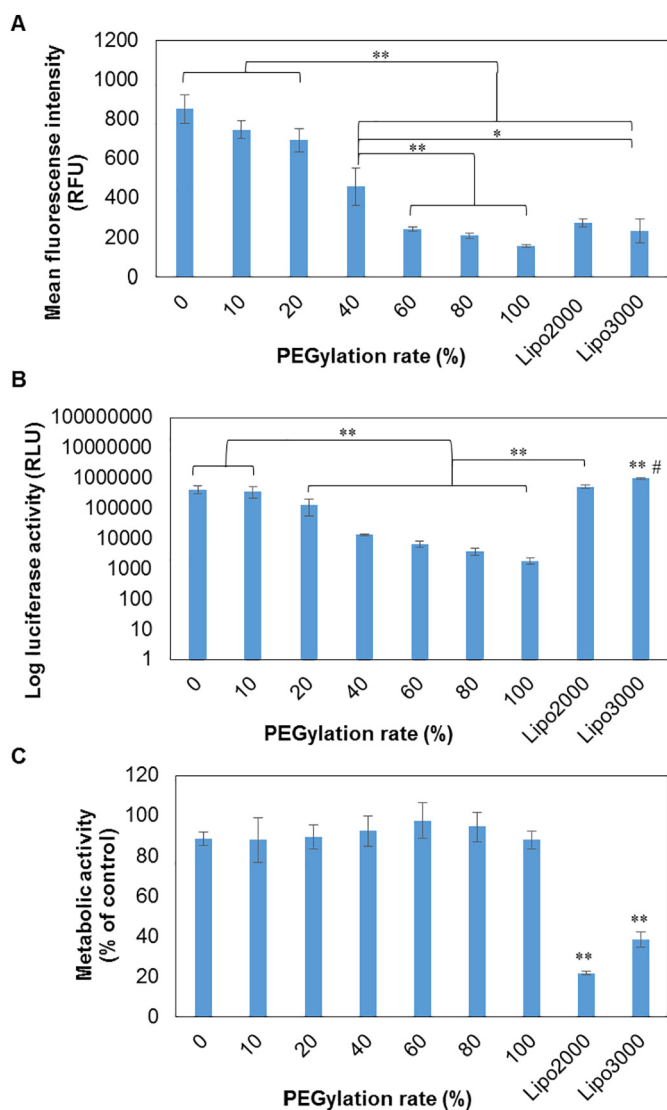 A
1200
1000
800
600
400
200
0
Mean fluorescense intensity
(RFU)
**
*
**
0 10 20 40 60 80 100 Lipo2000 Lipo3000
PEGylation rate (%)
B
100000000
10000000
1000000
100000
10000
1000
100
10
1
Log luciferase activity (RLU)
**
**
** #
0 10 20 40 60 80 100 Lipo2000 Lipo3000
PEGylation rate (%)
C
120
100
80
60
40
20
0
Metabolic activity
(% of control)
**
**
0 10 20 40 60 80 100 Lipo2000 Lipo3000
PEGylation rate (%)